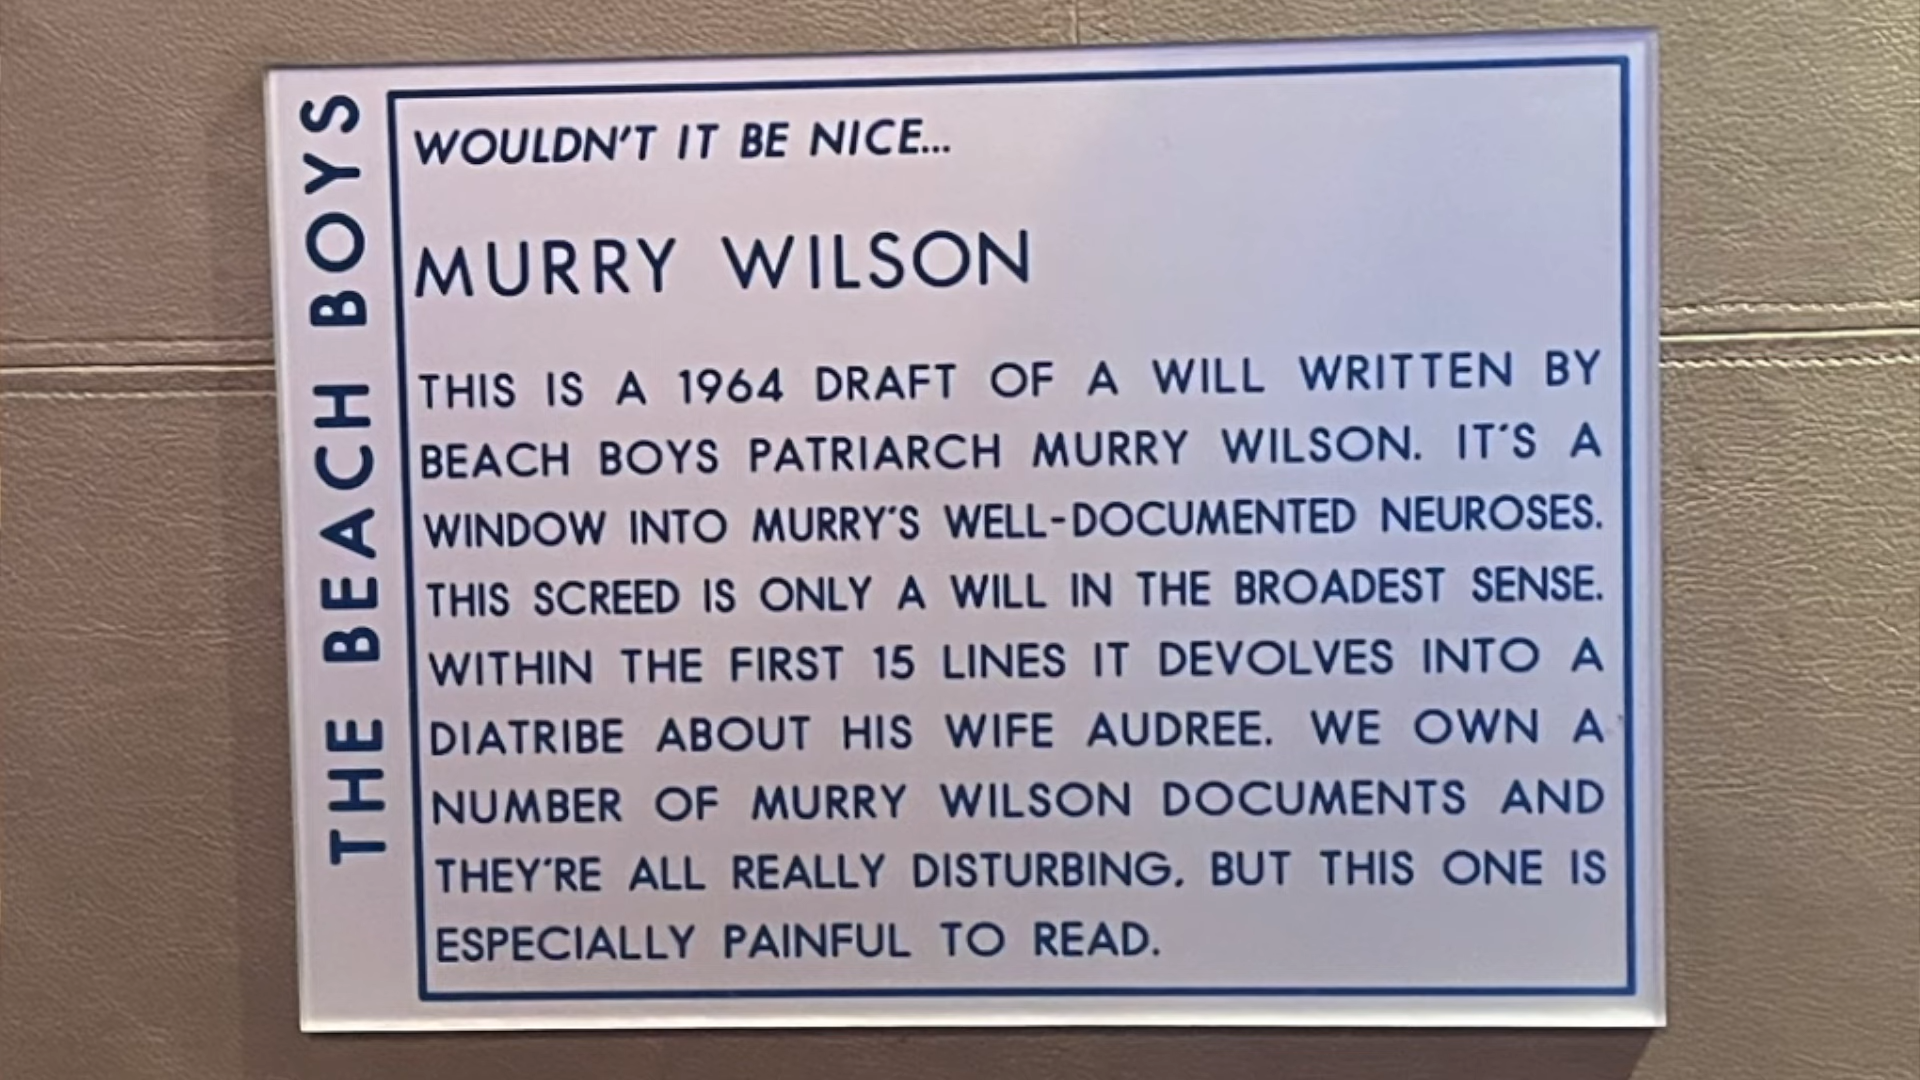 THE BEACH BOYS
WOULDN'T IT BE NICE...
MURRY WILSON
THIS IS A 1964 DRAFT OF A WILL WRITTEN BY
BEACH BOYS PATRIARCH MURRY WILSON. IT'S A
WINDOW INTO MURRY'S WELL-DOCUMENTED NEUROSES.
THIS SCREED IS ONLY A WILL IN THE BROADEST SENSE.
WITHIN THE FIRST 15 LINES IT DEVOLVES INTO A
DIATRIBE ABOUT HIS WIFE AUDREE. WE OWN A
NUMBER OF MURRY WILSON DOCUMENTS AND
THEY'RE ALL REALLY DISTURBING, BUT THIS ONE IS
ESPECIALLY PAINFUL TO READ.